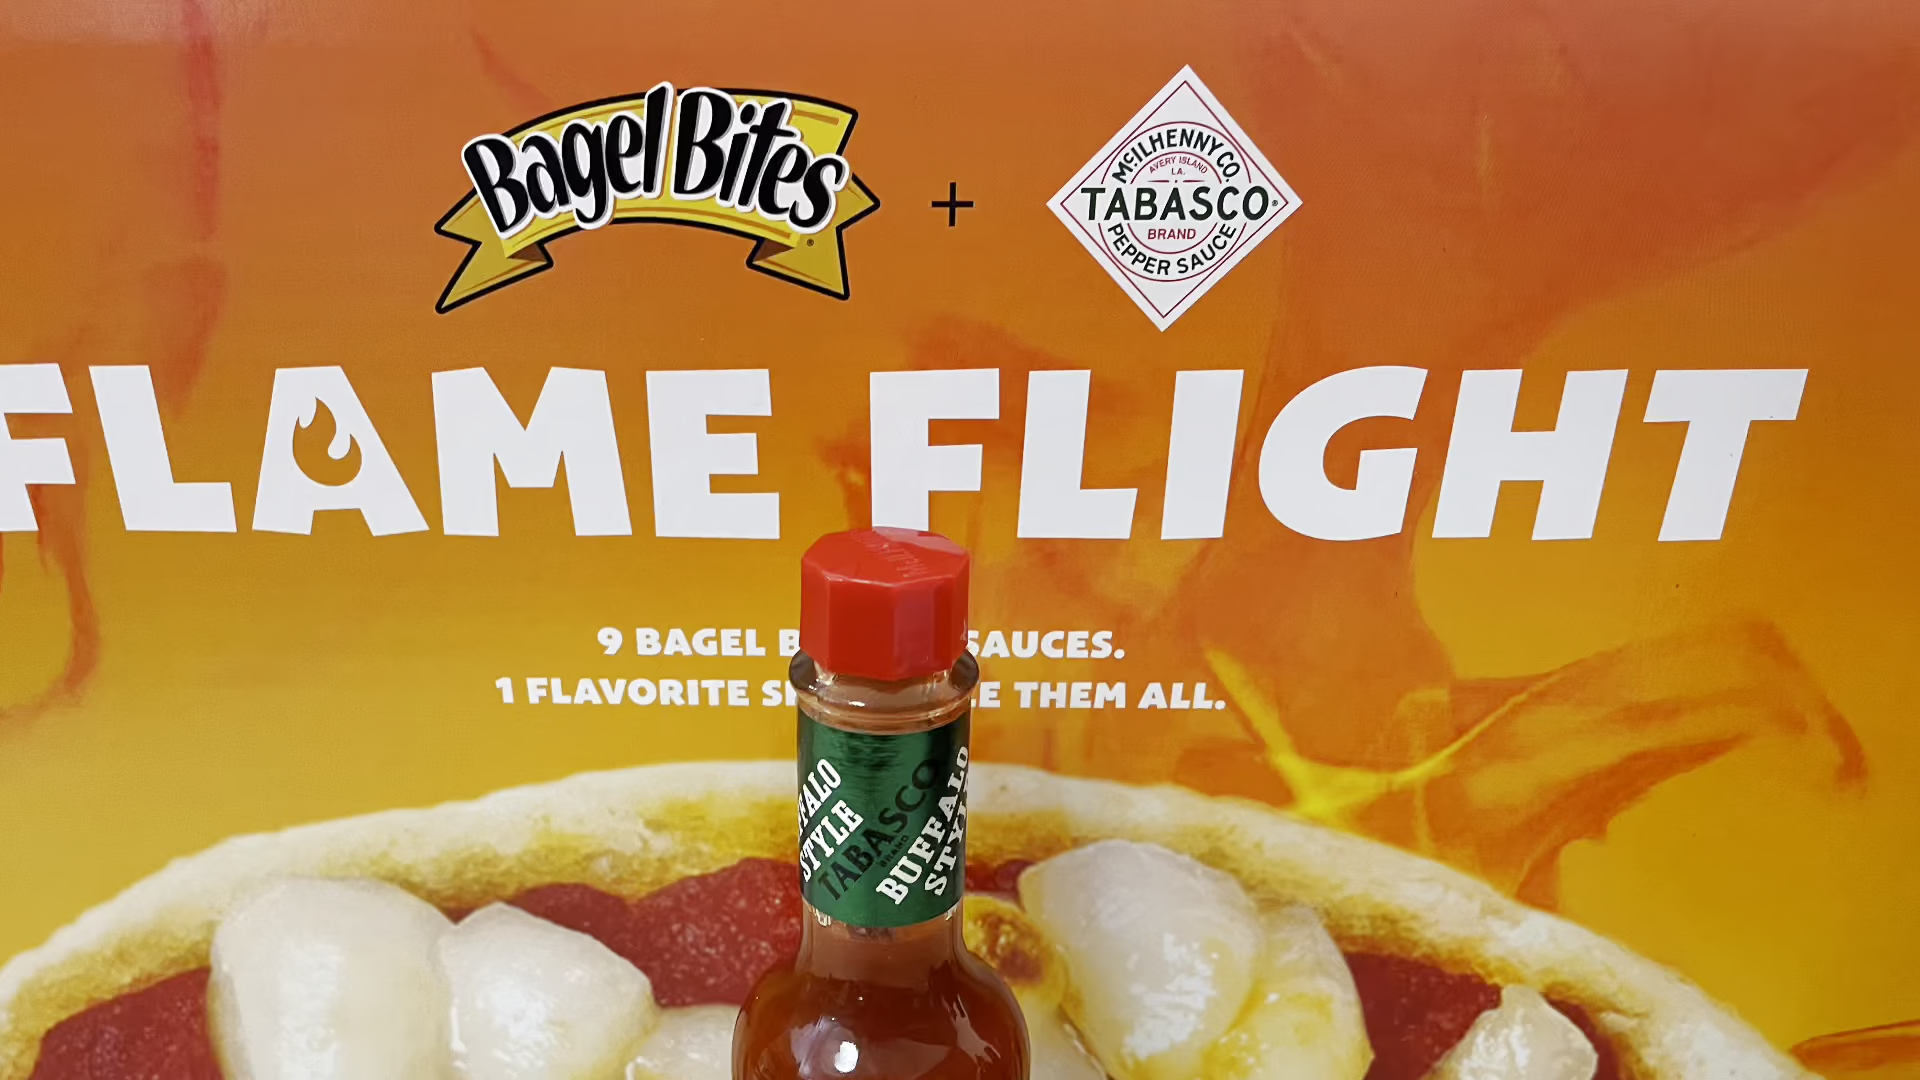 Bagel Bites
+
McILHENNY CO.
AVERY ISLAND
LA.
TABASCO
BRAND
PEPPER SAUCE
FLAME FLIGHT
9 BAGEL SAUCES.
1 FLAVORITE THEM ALL.
BUFFALO
STYLE
TABASCO
BRAND
BUFFALO
STYLE